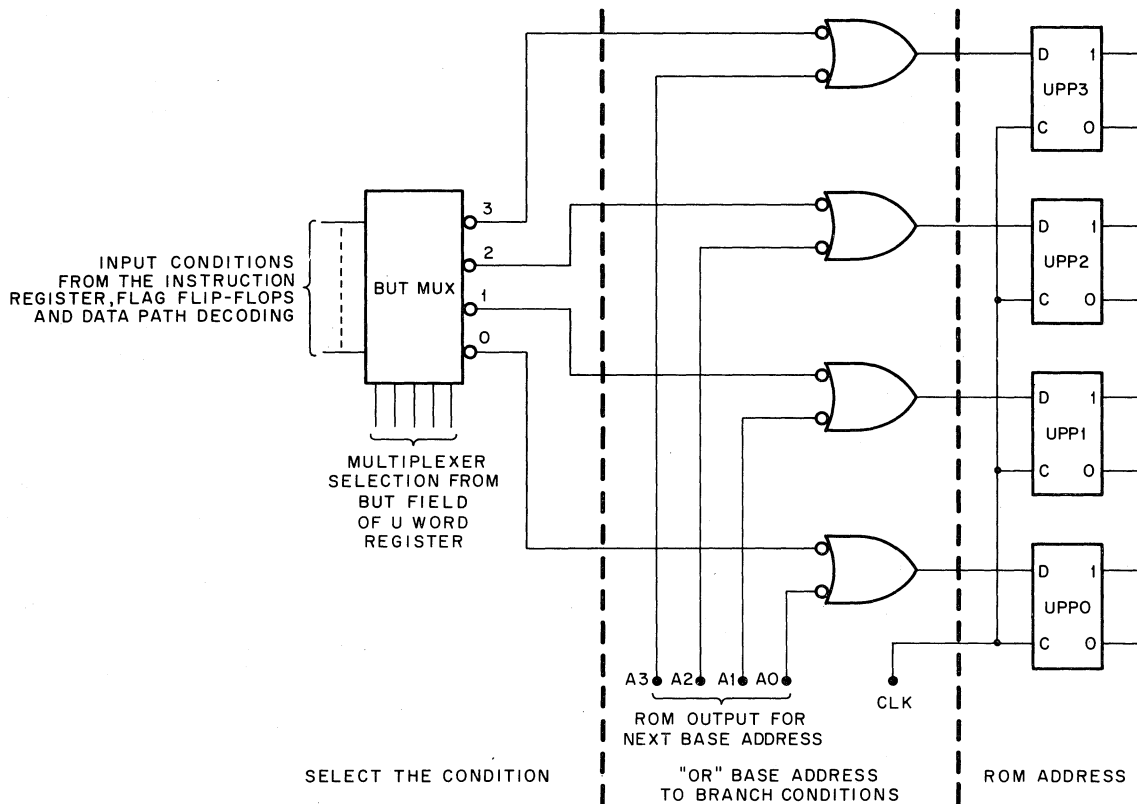 D 1
UPP3
C 0
3
2
1
0
BUT MUX
INPUT CONDITIONS
FROM THE INSTRUCTION
REGISTER, FLAG FLIP-FLOPS
AND DATA PATH DECODING
MULTIPLEXER
SELECTION FROM
BUT FIELD
OF U WORD
REGISTER
D 1
UPP2
C 0
D 1
UPP1
C 0
D 1
UPP0
C 0
A3 A2 A1 A0
CLK
ROM OUTPUT FOR
NEXT BASE ADDRESS
SELECT THE CONDITION
"OR" BASE ADDRESS
TO BRANCH CONDITIONS
ROM ADDRESS